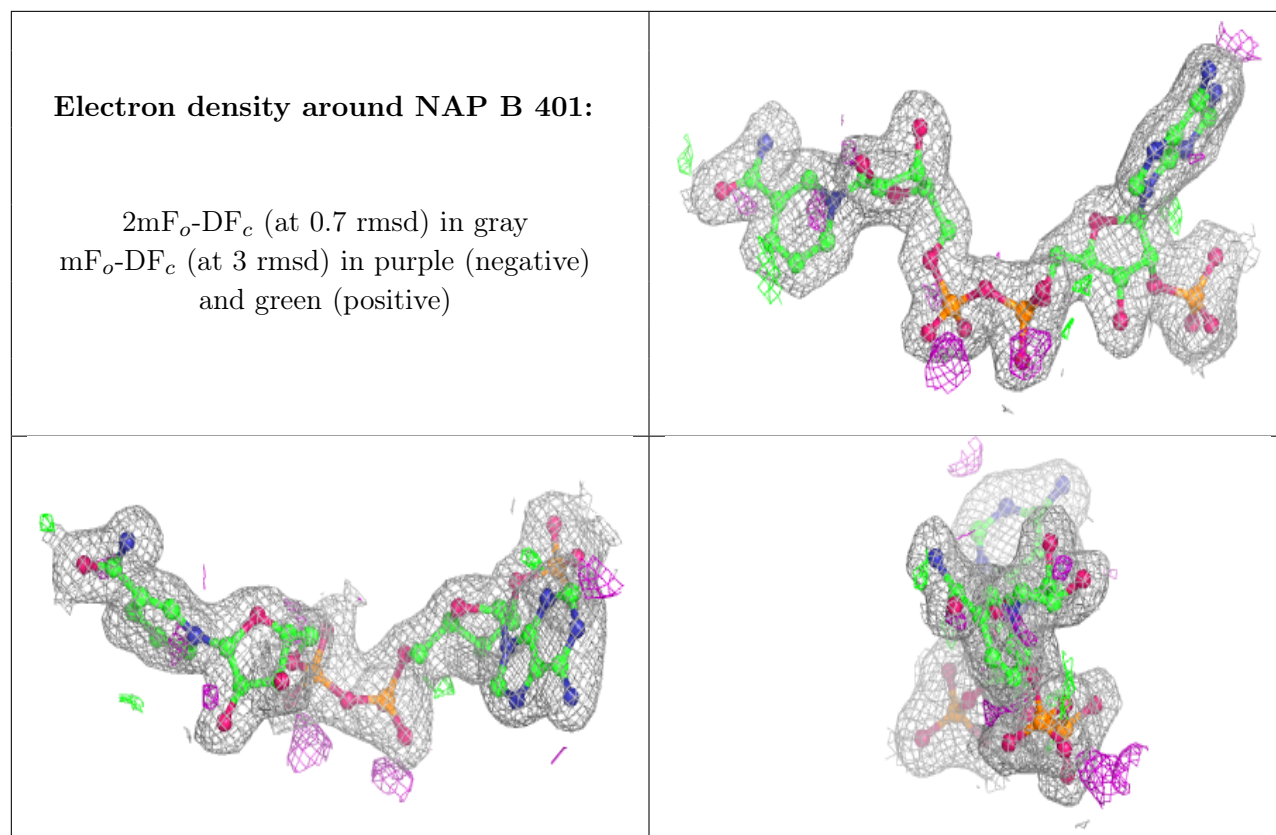 Electron density around NAP B 401:
2mFₒ-DF𝒸 (at 0.7 rmsd) in gray
mFₒ-DF𝒸 (at 3 rmsd) in purple (negative)
and green (positive)